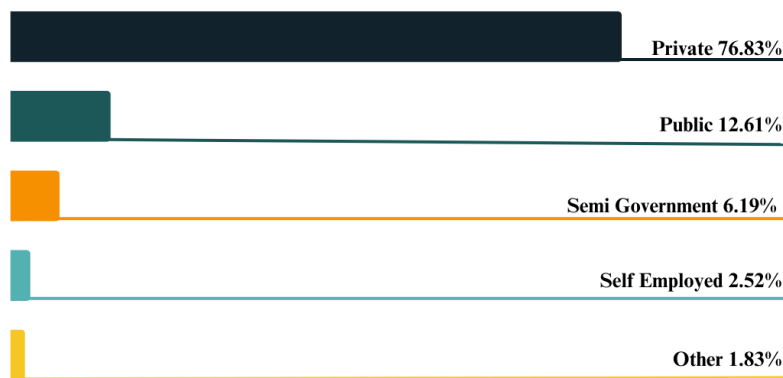 Private 76.83%
Public 12.61%
Semi Government 6.19%
Self Employed 2.52%
Other 1.83%